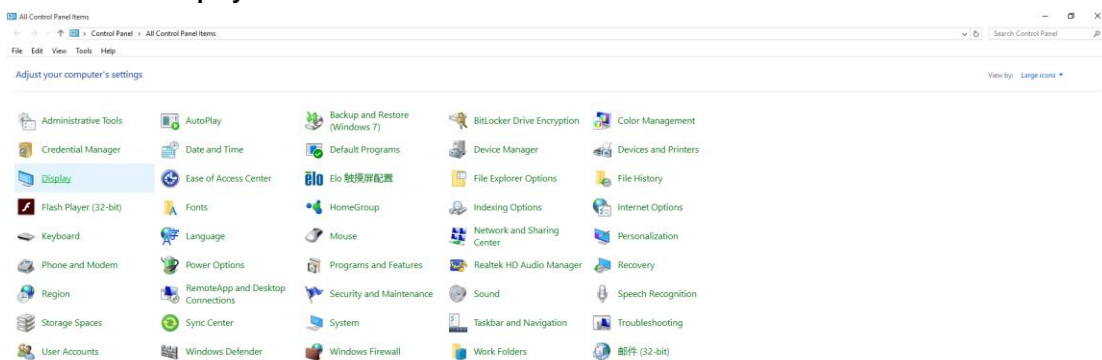 All Control Panel Items
Control Panel > All Control Panel Items
Search Control Panel
File Edit View Tools Help
Adjust your computer's settings
View by: Large icons
Administrative Tools
AutoPlay
Backup and Restore
(Windows 7)
BitLocker Drive Encryption
Color Management
Credential Manager
Date and Time
Default Programs
Device Manager
Devices and Printers
Display
Ease of Access Center
elo Elo 触摸屏配置
File Explorer Options
File History
Flash Player (32-bit)
Fonts
HomeGroup
Indexing Options
Internet Options
Keyboard
Language
Mouse
Network and Sharing
Center
Personalization
Phone and Modem
Power Options
Programs and Features
Realtek HD Audio Manager
Recovery
Region
RemoteApp and Desktop
Connections
Security and Maintenance
Sound
Speech Recognition
Storage Spaces
Sync Center
System
Taskbar and Navigation
Troubleshooting
User Accounts
Windows Defender
Windows Firewall
Work Folders
邮件 (32-bit)